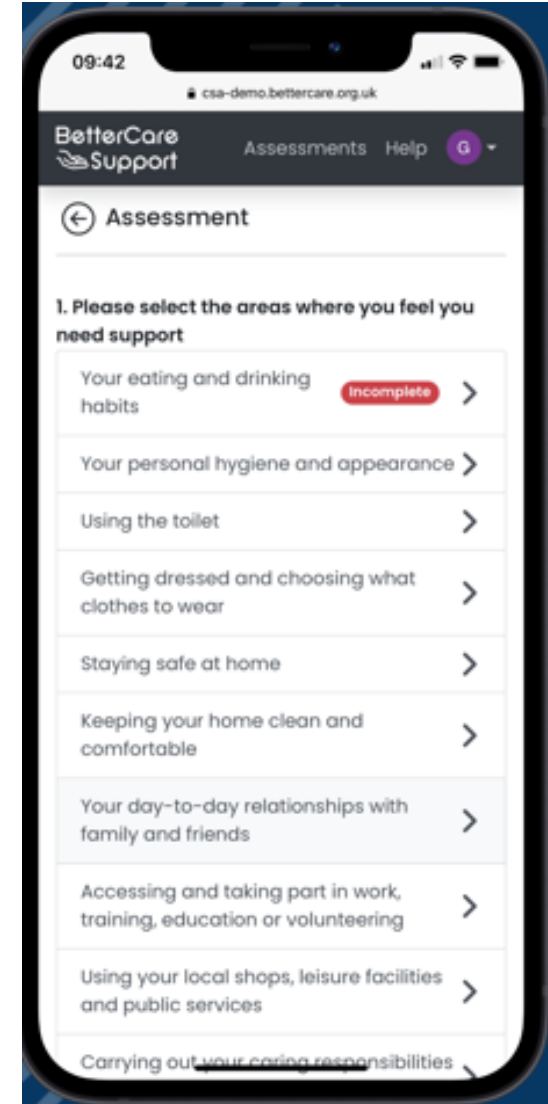 09:42
csa-demo.bettercare.org.uk
BetterCare
Support
Assessments Help G
Assessment
1. Please select the areas where you feel you
need support
Your eating and drinking
habits
Incomplete
Your personal hygiene and appearance
Using the toilet
Getting dressed and choosing what
clothes to wear
Staying safe at home
Keeping your home clean and
comfortable
Your day-to-day relationships with
family and friends
Accessing and taking part in work,
training, education or volunteering
Using your local shops, leisure facilities
and public services
Carrying out your caring responsibilities